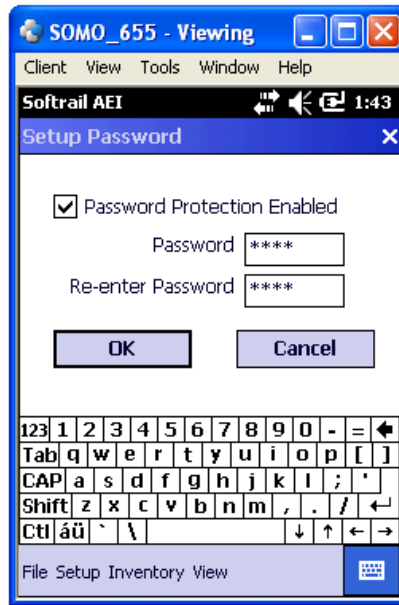 SOMO_655 - Viewing
Client View Tools Window Help
Softrail AEI 1:43
Setup Password
Password Protection Enabled
Password ****
Re-enter Password ****
OK Cancel
123 1 2 3 4 5 6 7 8 9 0 - =
Tab q w e r t y u i o p [ ]
CAP a s d f g h j k l ; '
Shift z x c v b n m , . /
Ctl áü ` \
File Setup Inventory View